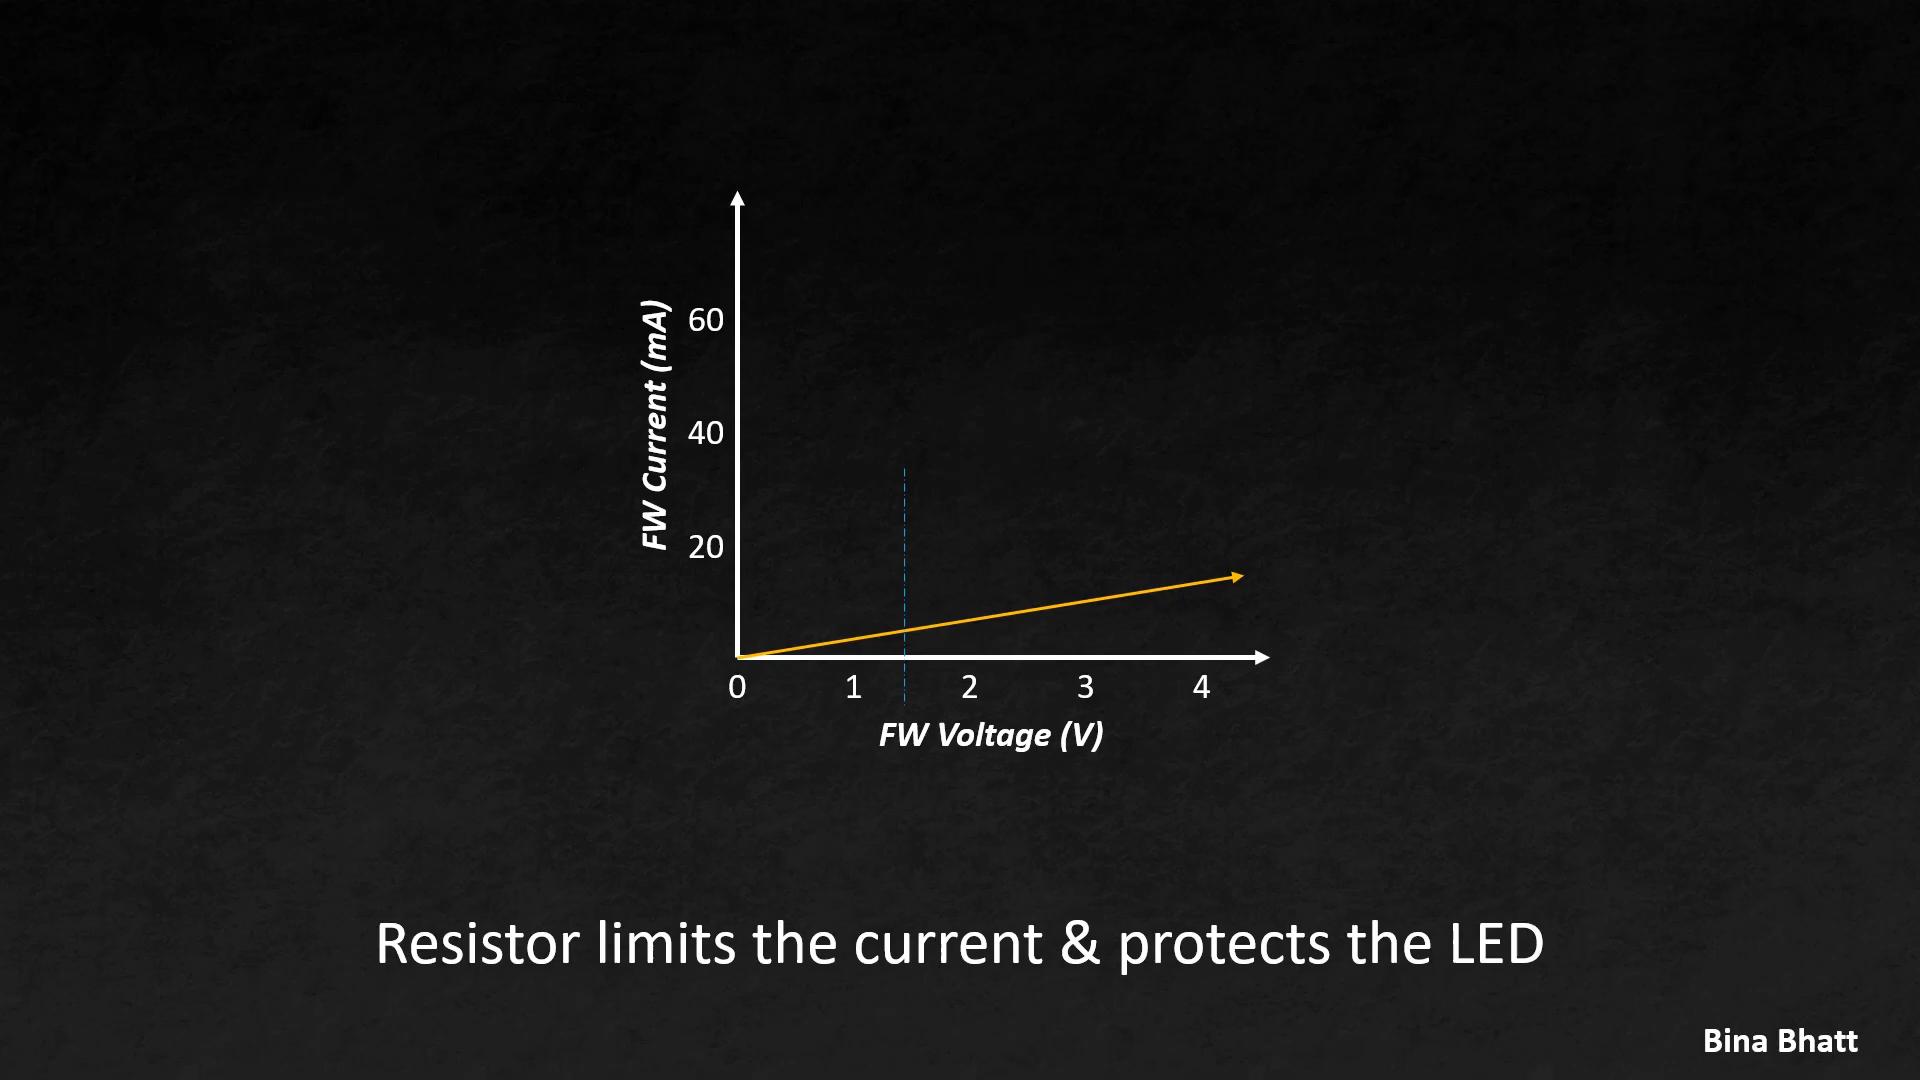 FW Current (mA)
60
40
20
0 1 2 3 4
FW Voltage (V)
Resistor limits the current & protects the LED
Bina Bhatt